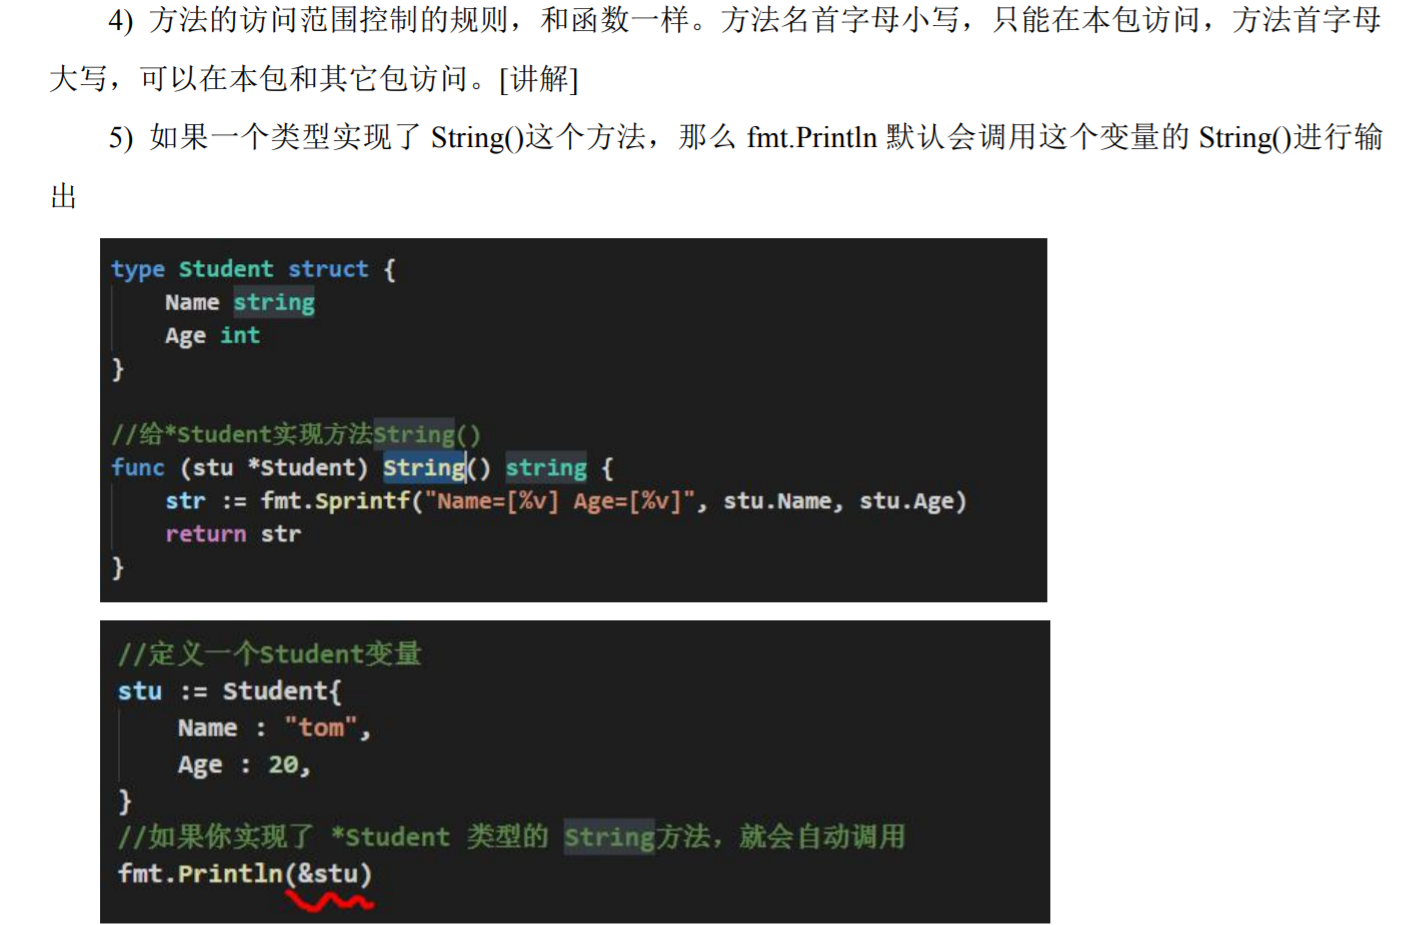 4) 方法的访问范围控制的规则，和函数一样。方法名首字母小写，只能在本包访问，方法首字母
大写，可以在本包和其它包访问。[讲解]
5) 如果一个类型实现了 String()这个方法，那么 fmt.Println 默认会调用这个变量的 String()进行输
出
type Student struct {
    Name string
    Age int
}
//给*Student实现方法String()
func (stu *Student) String() string {
    str := fmt.Sprintf("Name=[%v] Age=[%v]", stu.Name, stu.Age)
    return str
}
//定义一个Student变量
stu := Student{
    Name : "tom",
    Age : 20,
}
//如果你实现了 *Student 类型的 String方法，就会自动调用
fmt.Println(&stu)